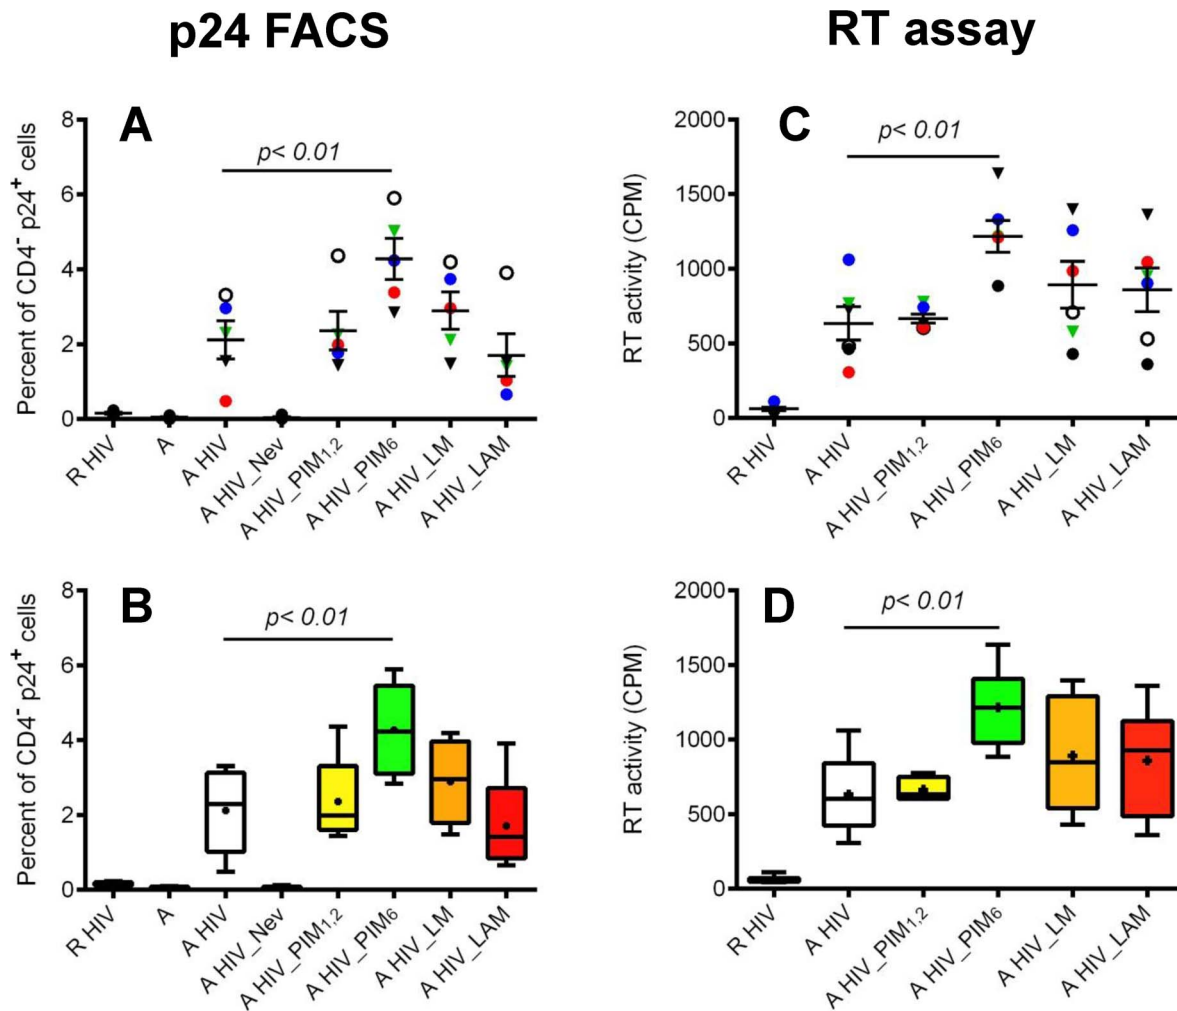 p24 FACS
RT assay
A
Percent of CD4⁻ p24⁺ cells
8
6
4
2
0
p< 0.01
R HIV
A
A HIV
A HIV_Nev
A HIV_PIM₁,₂
A HIV_PIM₆
A HIV_LM
A HIV_LAM
C
RT activity (CPM)
2000
1500
1000
500
0
p< 0.01
R HIV
A HIV
A HIV_PIM₁,₂
A HIV_PIM₆
A HIV_LM
A HIV_LAM
B
Percent of CD4⁻ p24⁺ cells
8
6
4
2
0
p< 0.01
R HIV
A
A HIV
A HIV_Nev
A HIV_PIM₁,₂
A HIV_PIM₆
A HIV_LM
A HIV_LAM
D
RT activity (CPM)
2000
1500
1000
500
0
p< 0.01
R HIV
A HIV
A HIV_PIM₁,₂
A HIV_PIM₆
A HIV_LM
A HIV_LAM